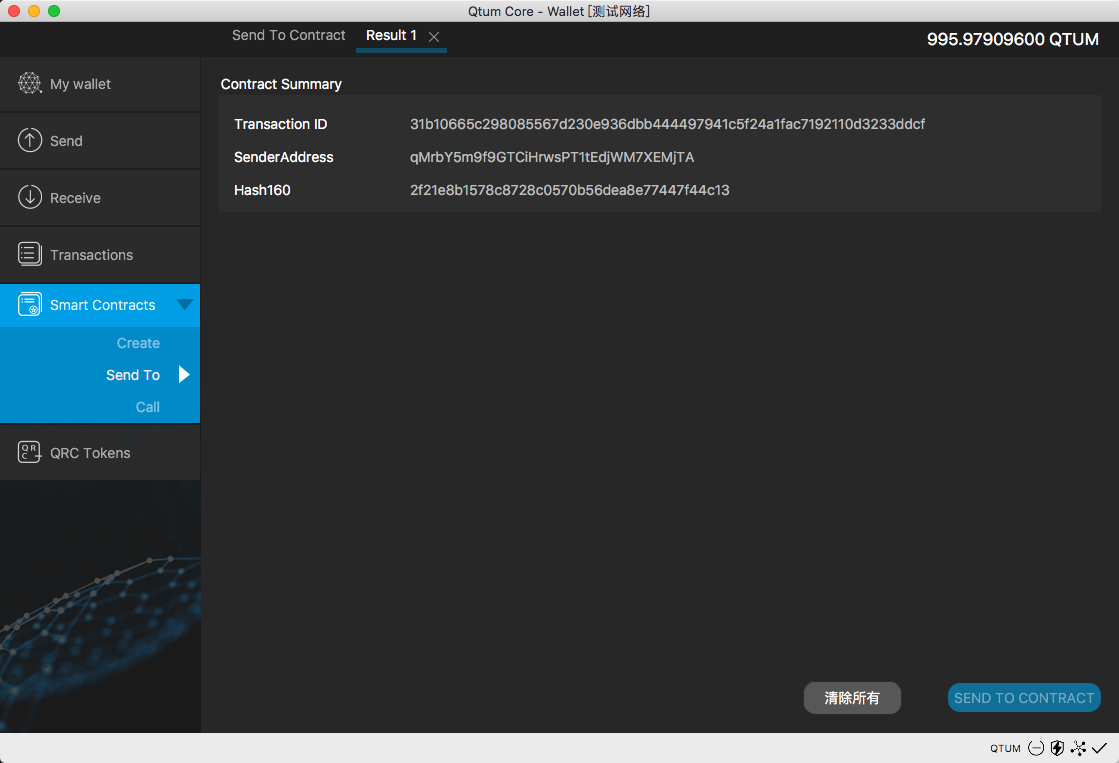 Qtum Core - Wallet [测试网络]
Send To Contract Result 1
995.97909600 QTUM
My wallet
Send
Receive
Transactions
Smart Contracts
Create
Send To
Call
QRC Tokens
Contract Summary
Transaction ID 31b10665c298085567d230e936dbb444497941c5f24a1fac7192110d3233ddcf
SenderAddress qMrbY5m9f9GTCiHrwsPT1tEdjWM7XEMjTA
Hash160 2f21e8b1578c8728c0570b56dea8e77447f44c13
清除所有
SEND TO CONTRACT
QTUM